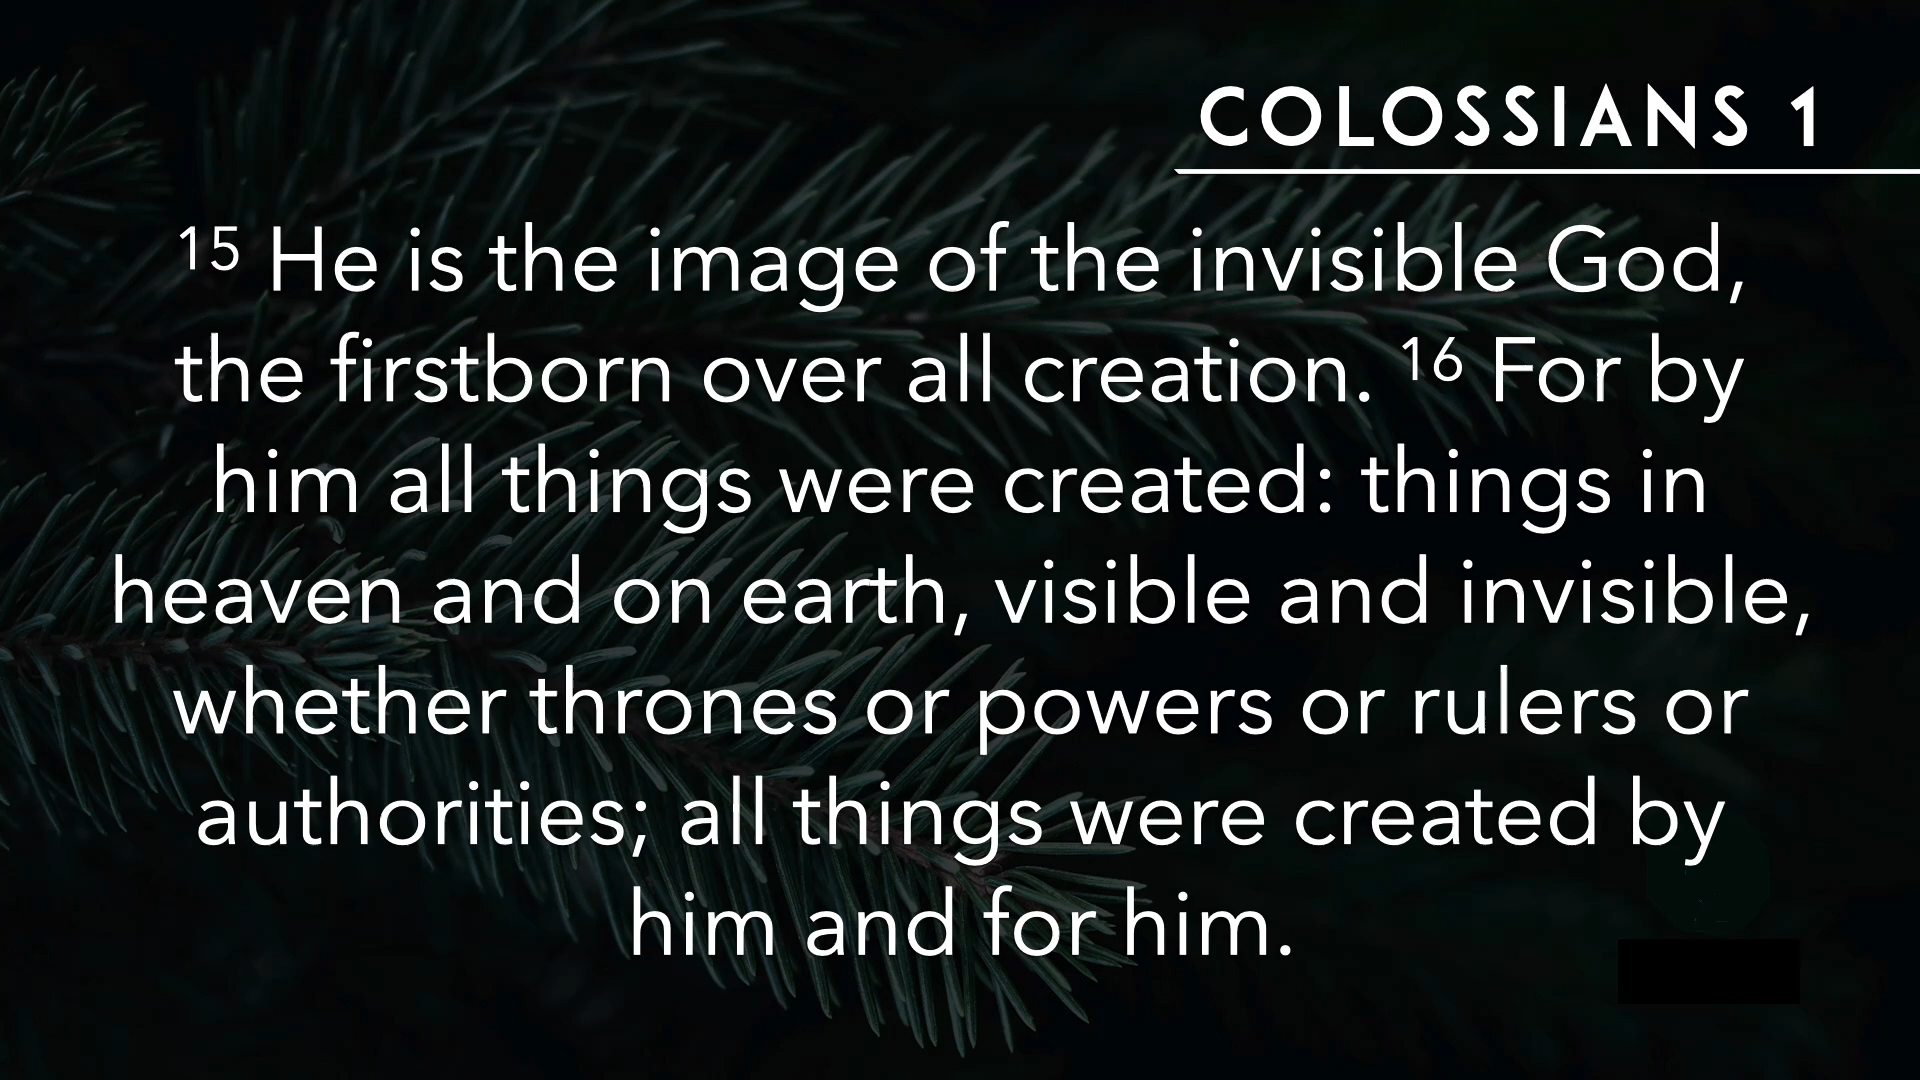 COLOSSIANS 1
15 He is the image of the invisible God,
the firstborn over all creation. 16 For by
him all things were created: things in
heaven and on earth, visible and invisible,
whether thrones or powers or rulers or
authorities; all things were created by
him and for him.